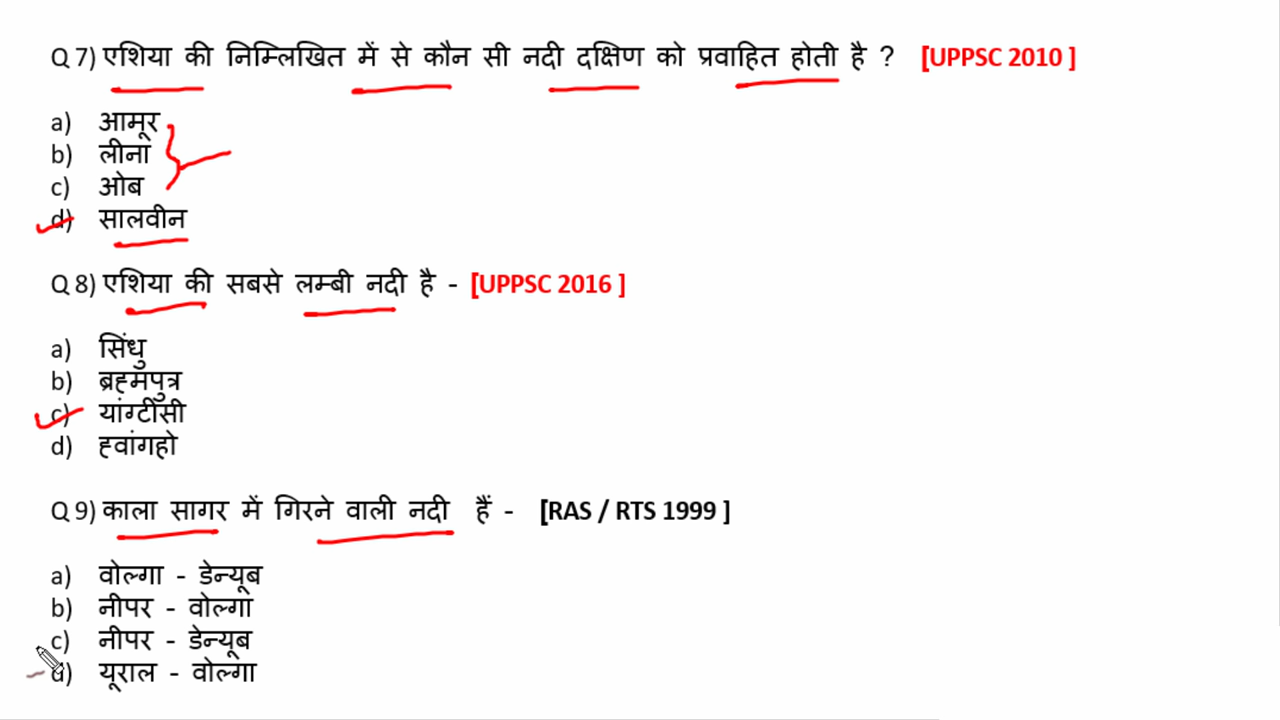 Q 7) एशिया की निम्लिखित में से कौन सी नदी दक्षिण को प्रवाहित होती है ? [UPPSC 2010 ]
a) आमूर
b) लीना
c) ओब
d) सालवीन
Q 8) एशिया की सबसे लम्बी नदी है - [UPPSC 2016 ]
a) सिंधु
b) ब्रह्मपुत्र
c) यांग्टीसी
d) ह्वांगहो
Q 9) काला सागर में गिरने वाली नदी हैं - [RAS / RTS 1999 ]
a) वोल्गा - डेन्यूब
b) नीपर - वोल्गा
c) नीपर - डेन्यूब
d) यूराल - वोल्गा